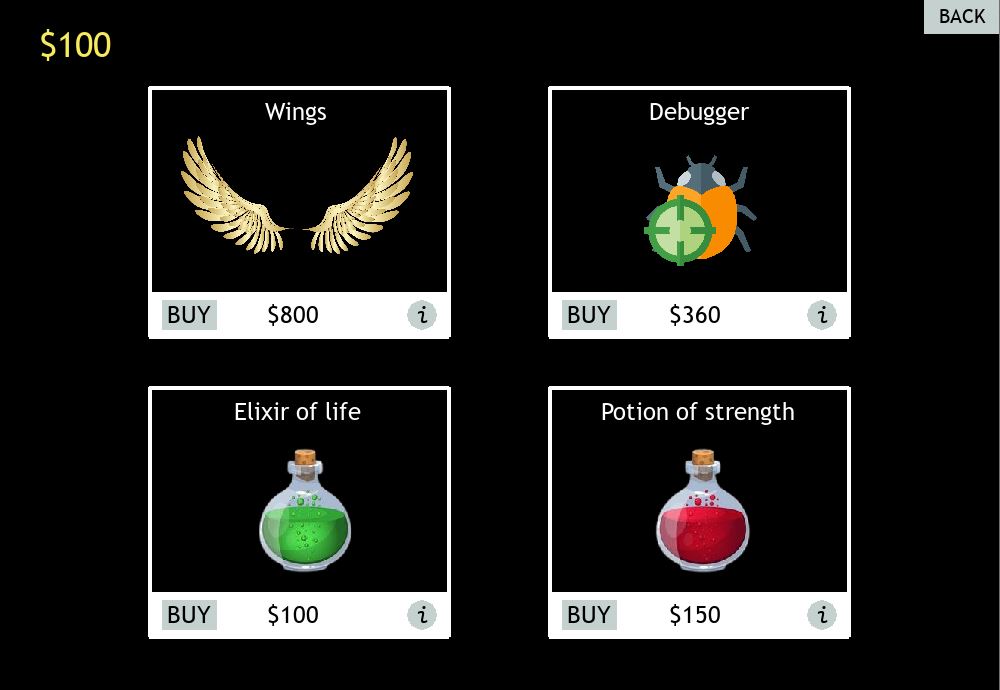 BACK
$100
Wings
Debugger
BUY $800 i
BUY $360 i
Elixir of life
Potion of strength
BUY $100 i
BUY $150 i